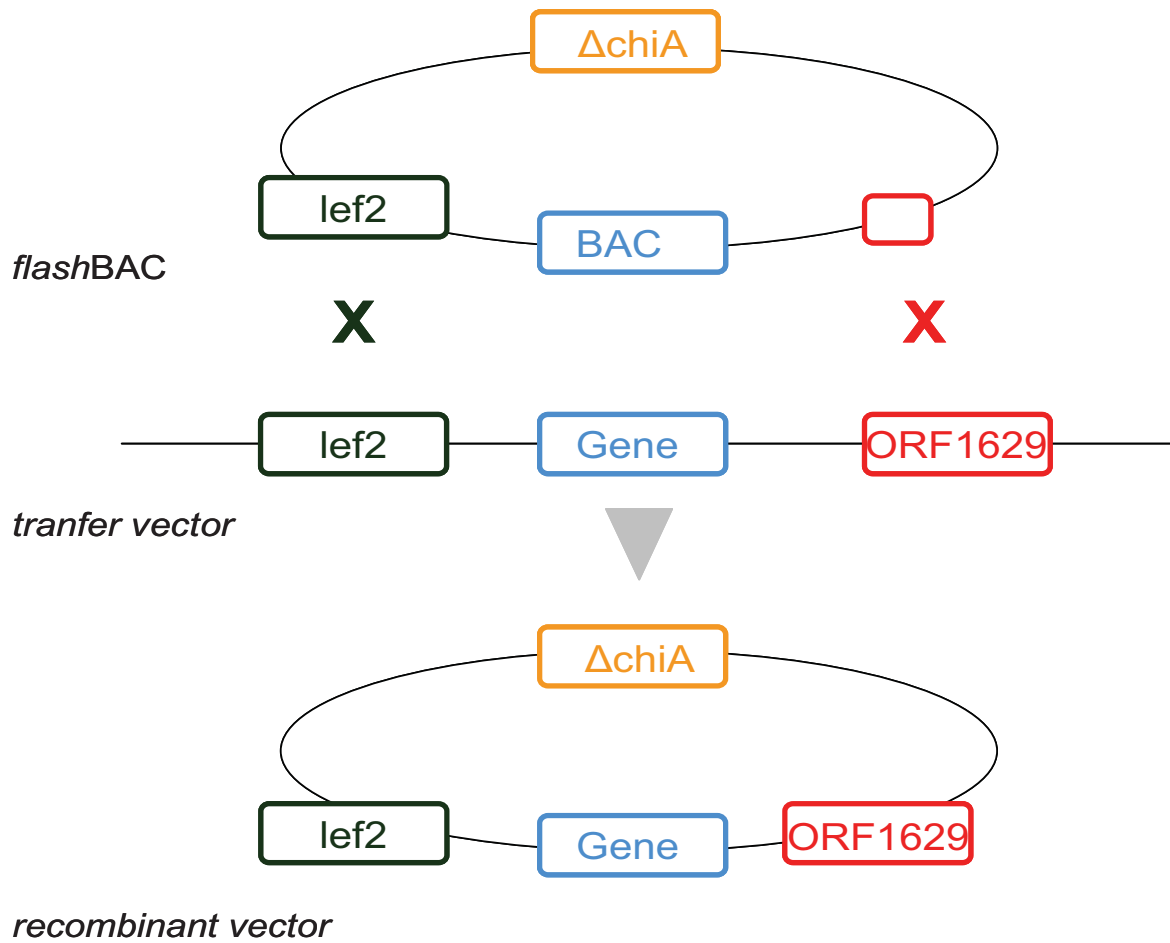 ΔchiA
lef2
BAC
flashBAC
X X
lef2 Gene ORF1629
tranfer vector
ΔchiA
lef2 Gene ORF1629
recombinant vector